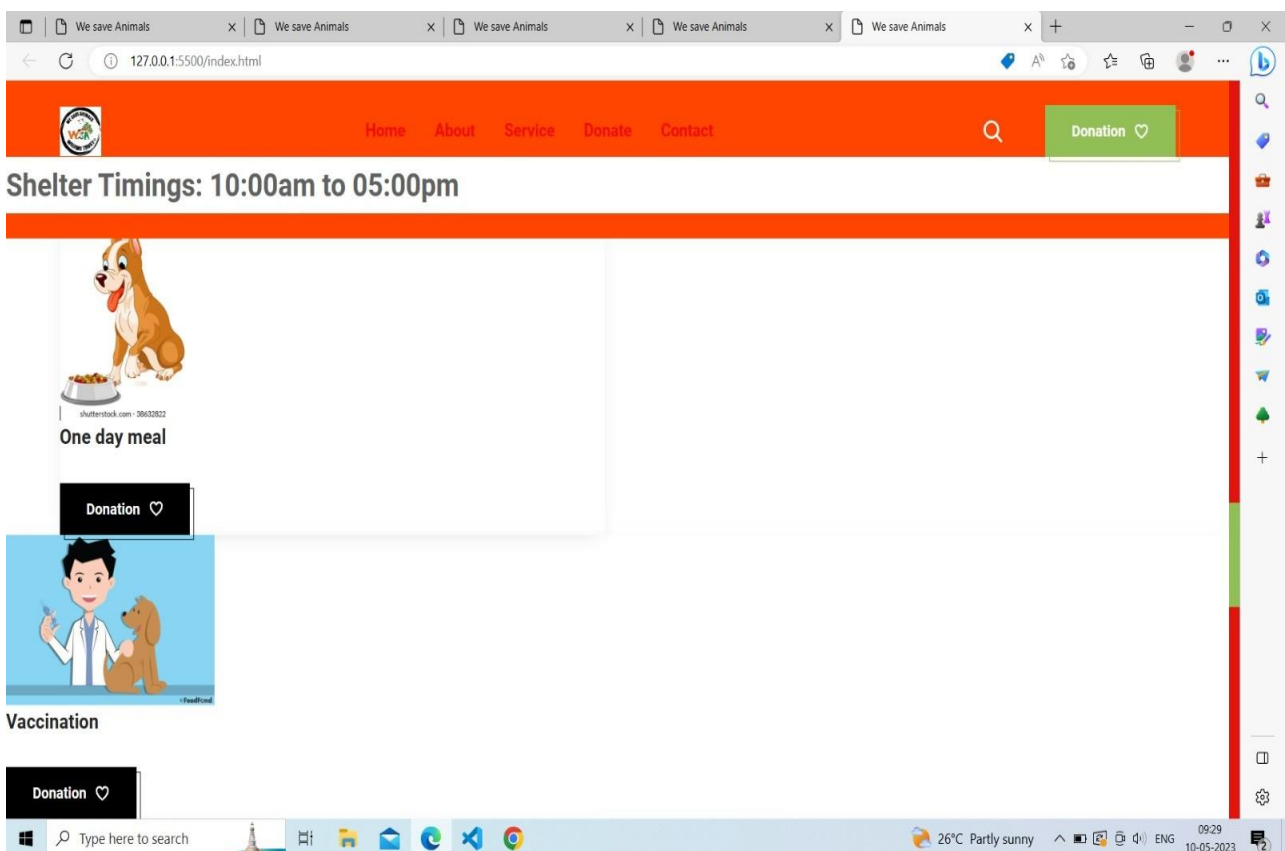 We save Animals We save Animals We save Animals We save Animals We save Animals
127.0.0.1:5500/index.html
Home About Service Donate Contact Donation
Shelter Timings: 10:00am to 05:00pm
shutterstock.com · 38632822
One day meal
Donation
Vaccination
Donation
Type here to search 26°C Partly sunny ENG 09:29
10-05-2023
2